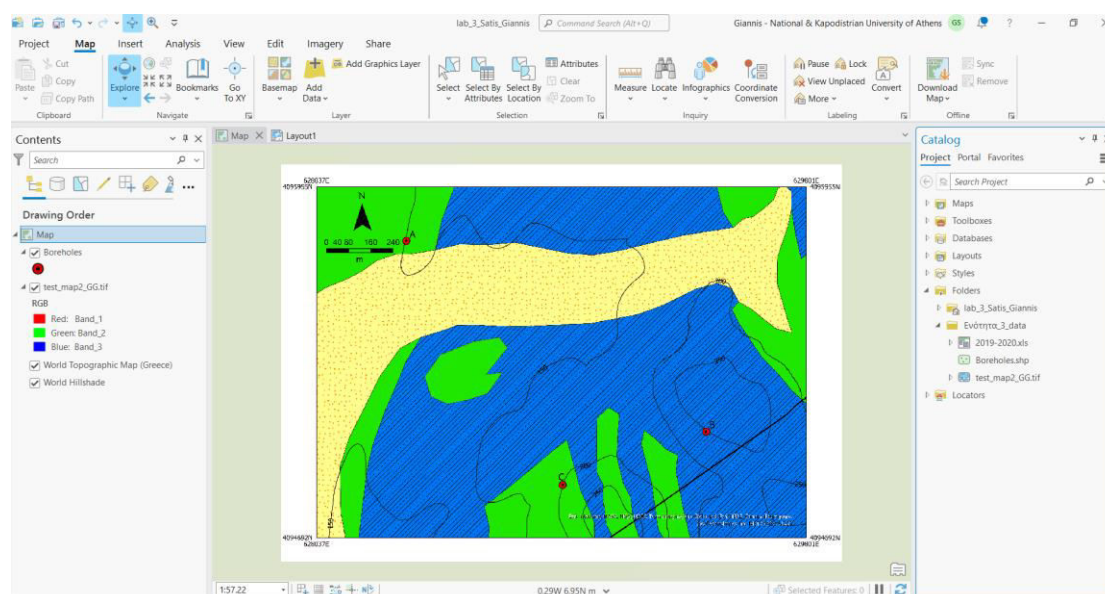 lab_3_Satis_Giannis
Command Search (Alt+Q)
Giannis - National & Kapodistrian University of Athens
GS
?
Project Map Insert Analysis View Edit Imagery Share
Paste
Cut
Copy
Copy Path
Clipboard
Explore
Bookmarks
Go
To XY
Navigate
Basemap
Add
Data
Add Graphics Layer
Layer
Select
Select By
Attributes
Select By
Location
Attributes
Clear
Zoom To
Selection
Measure
Locate
Infographics
Coordinate
Conversion
Inquiry
Pause
Lock
View Unplaced
More
Convert
Labeling
Download
Map
Sync
Remove
Offline
Contents
Search
Drawing Order
Map
Boreholes
test_map2_GG.tif
RGB
Red: Band_1
Green: Band_2
Blue: Band_3
World Topographic Map (Greece)
World Hillshade
Map
Layout1
4095955N
4095955N
N
A
0 40 80 160 240
m
B
C
150
4094692N
628037E
4094692N
629801E
1:57.22
0.29W 6.95N m
Selected Features: 0
Catalog
Project Portal Favorites
Search Project
Maps
Toolboxes
Databases
Layouts
Styles
Folders
lab_3_Satis_Giannis
Ενότητα_3_data
2019-2020.xls
Boreholes.shp
test_map2_GG.tif
Locators